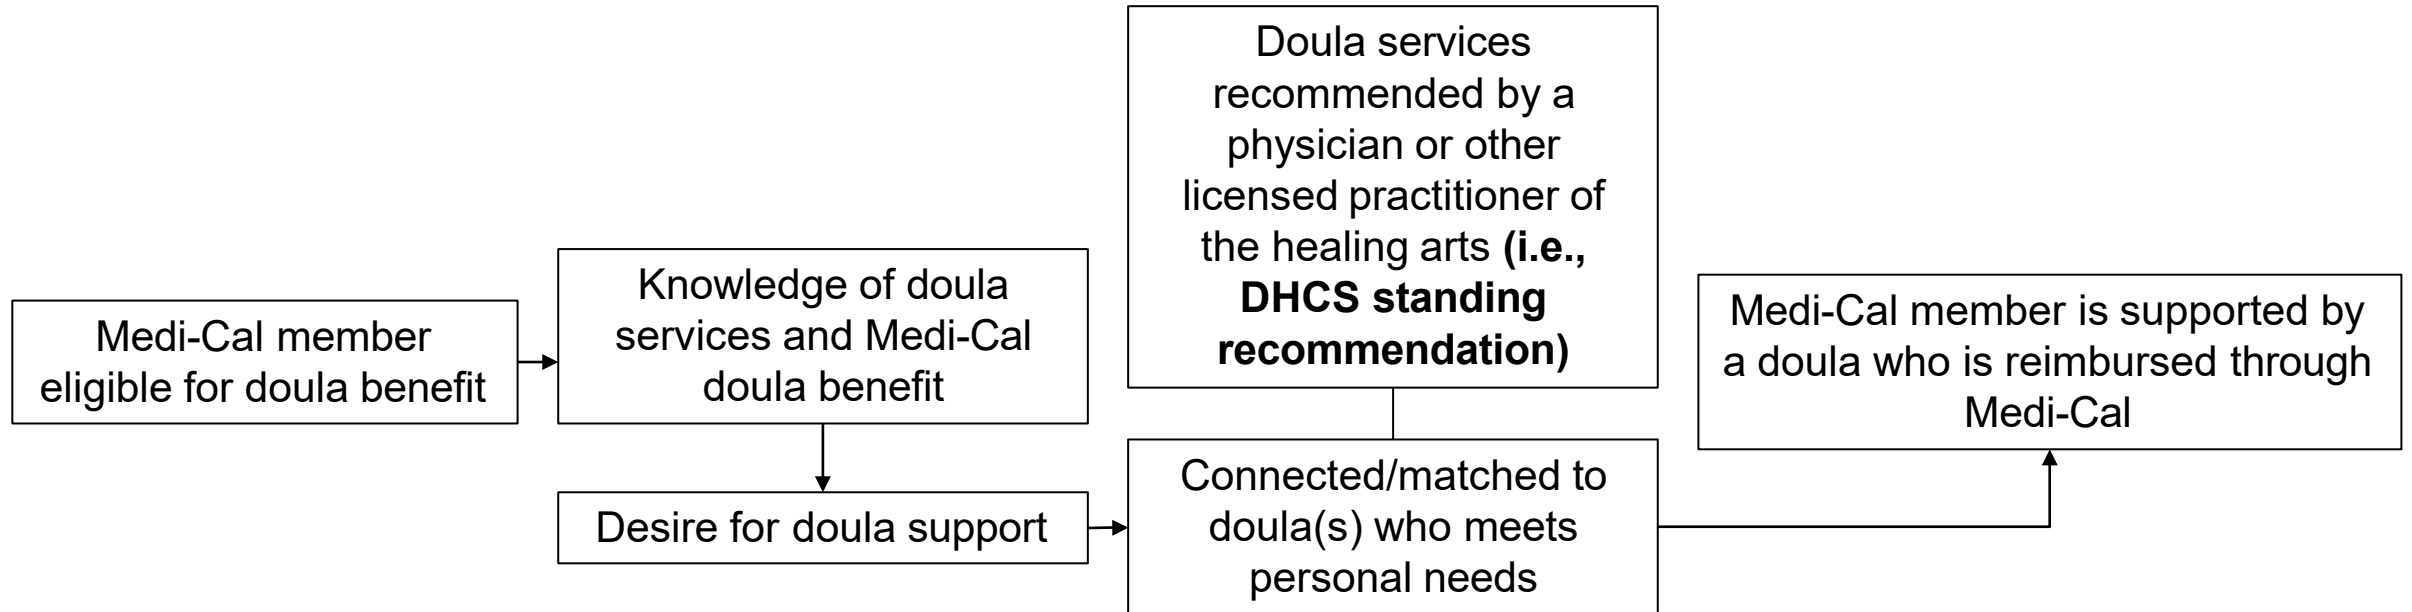 Medi-Cal member
eligible for doula benefit
Knowledge of doula
services and Medi-Cal
doula benefit
Desire for doula support
Doula services
recommended by a
physician or other
licensed practitioner of
the healing arts (i.e.,
DHCS standing
recommendation)
Connected/matched to
doula(s) who meets
personal needs
Medi-Cal member is supported by
a doula who is reimbursed through
Medi-Cal